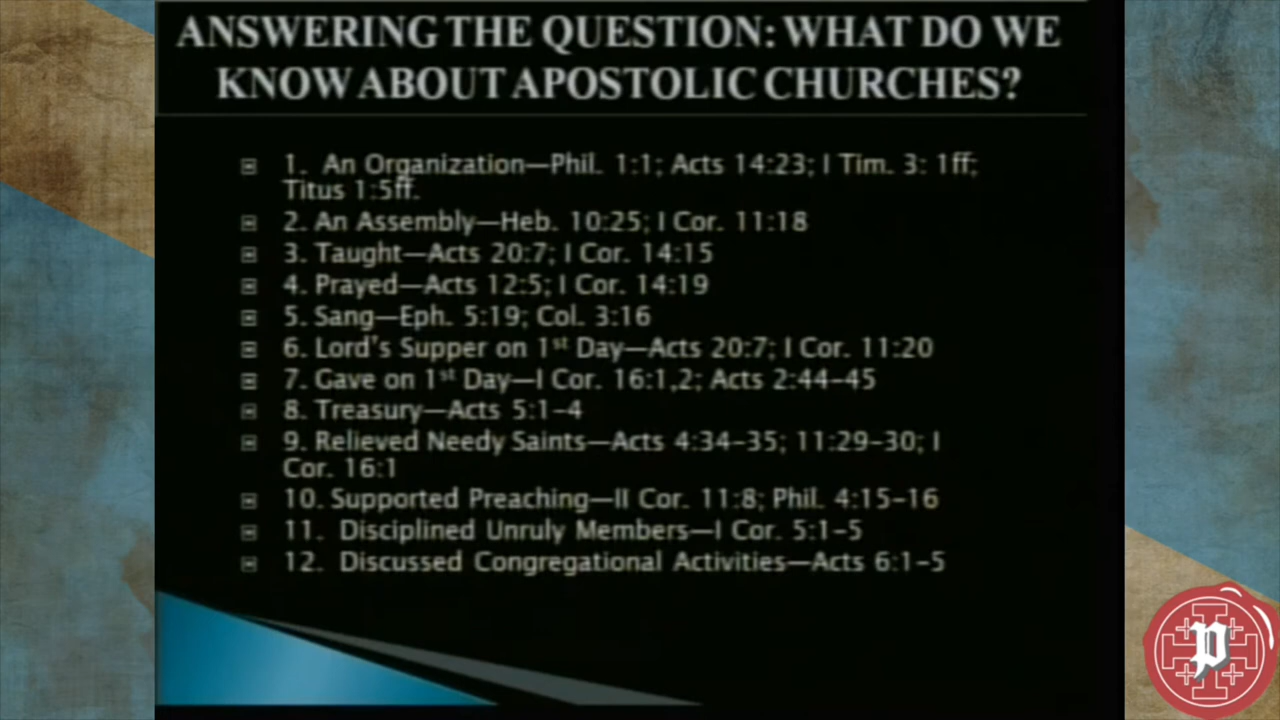 ANSWERING THE QUESTION: WHAT DO WE
KNOW ABOUT APOSTOLIC CHURCHES?
1. An Organization—Phil. 1:1; Acts 14:23; I Tim. 3: 1ff;
Titus 1:5ff.
2. An Assembly—Heb. 10:25; I Cor. 11:18
3. Taught—Acts 20:7; I Cor. 14:15
4. Prayed—Acts 12:5; I Cor. 14:19
5. Sang—Eph. 5:19; Col. 3:16
6. Lord's Supper on 1st Day—Acts 20:7; I Cor. 11:20
7. Gave on 1st Day—I Cor. 16:1,2; Acts 2:44-45
8. Treasury—Acts 5:1-4
9. Relieved Needy Saints—Acts 4:34-35; 11:29-30; I
Cor. 16:1
10. Supported Preaching—II Cor. 11:8; Phil. 4:15-16
11. Disciplined Unruly Members—I Cor. 5:1-5
12. Discussed Congregational Activities—Acts 6:1-5
p